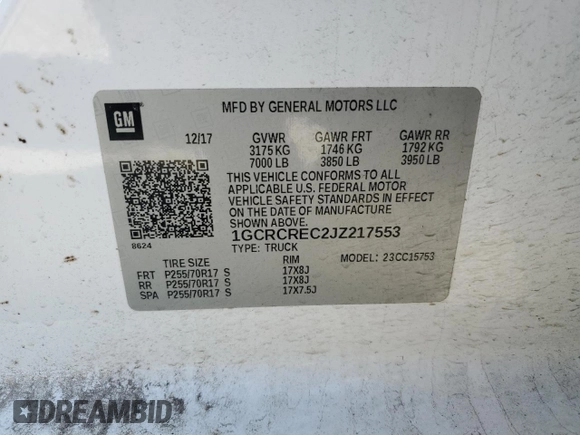 GM
MFD BY GENERAL MOTORS LLC
12/17 GVWR GAWR FRT GAWR RR
3175 KG 1746 KG 1792 KG
7000 LB 3850 LB 3950 LB
THIS VEHICLE CONFORMS TO ALL
APPLICABLE U.S. FEDERAL MOTOR
VEHICLE SAFETY STANDARDS IN EFFECT
ON THE DATE OF MANUFACTURE
SHOWN ABOVE.
8624
1GCRCREC2JZ217553
TYPE: TRUCK MODEL: 23CC15753
TIRE SIZE RIM
FRT P255/70R17 S 17X8J
RR P255/70R17 S 17X8J
SPA P255/70R17 S 17X7.5J
DREAMBID